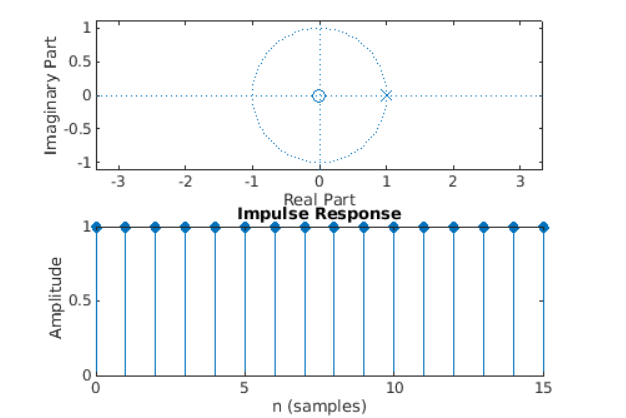 1
0.5
0
-0.5
-1
Imaginary Part
-3 -2 -1 0 1 2 3
Real Part
Impulse Response
1
0.5
0
Amplitude
0 5 10 15
n (samples)